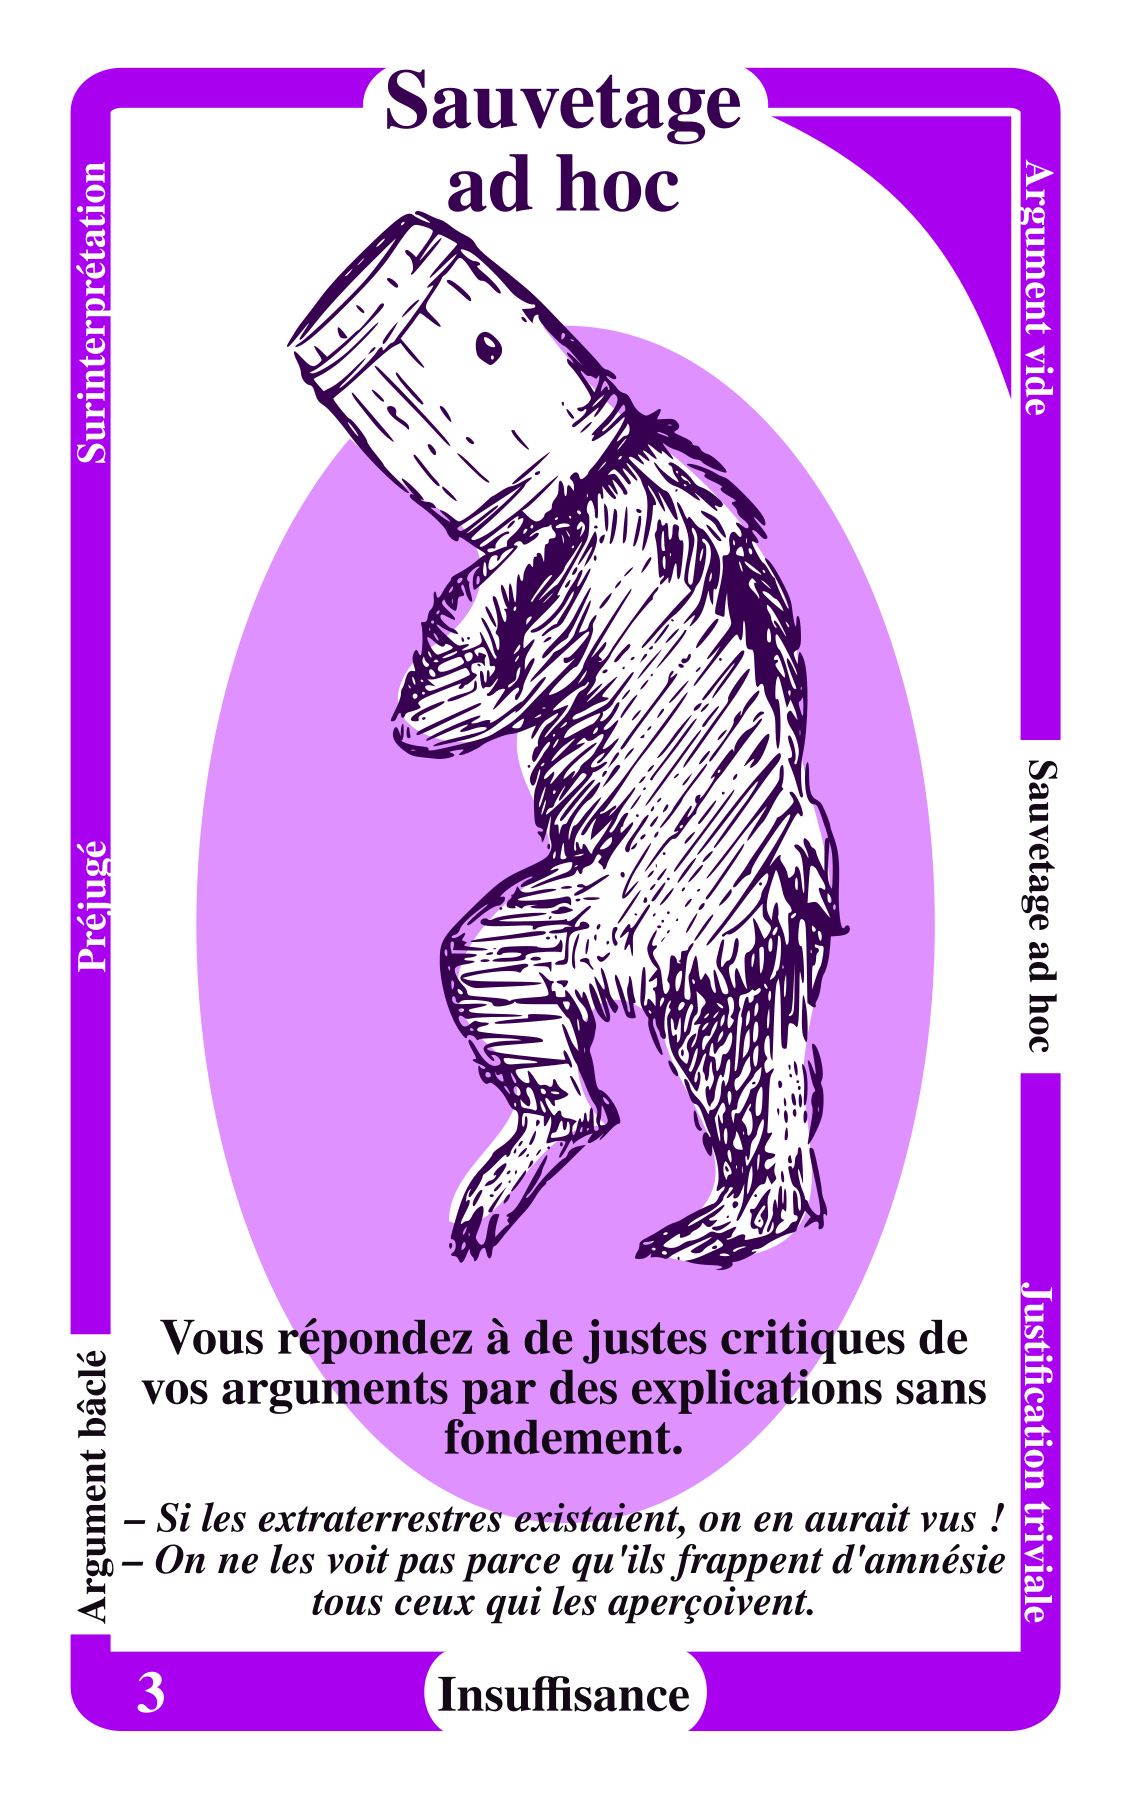 Sauvetage
ad hoc
Surinterprétation
Préjugé
Argument bâclé
Argument vide
Sauvetage ad hoc
Justification triviale
Vous répondez à de justes critiques de
vos arguments par des explications sans
fondement.
– Si les extraterrestres existaient, on en aurait vus !
– On ne les voit pas parce qu'ils frappent d'amnésie
tous ceux qui les aperçoivent.
3
Insuffisance